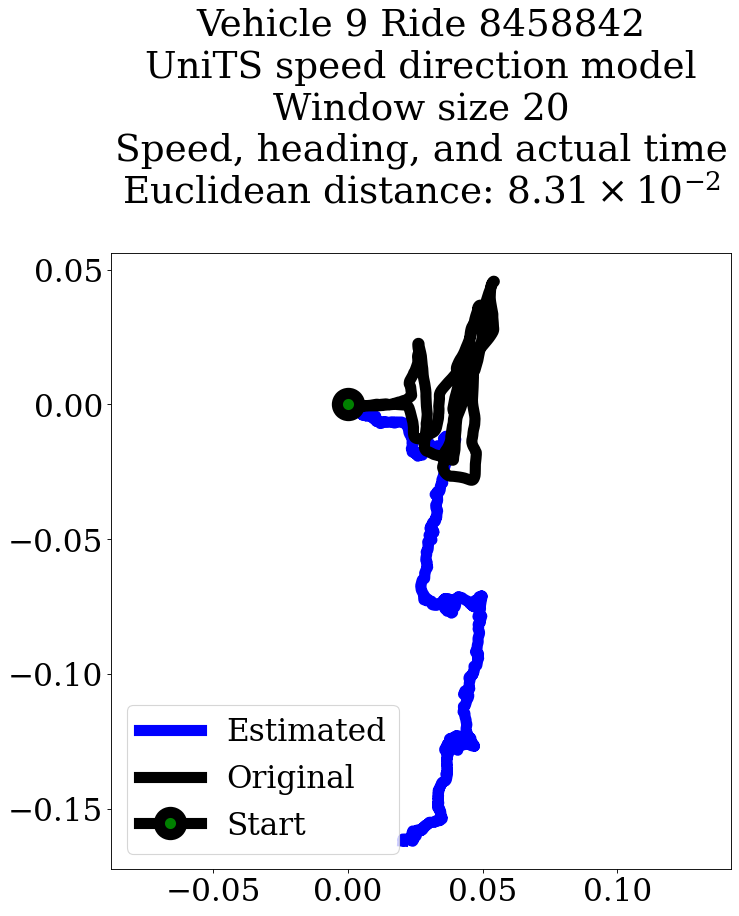 Vehicle 9 Ride 8458842
UniTS speed direction model
Window size 20
Speed, heading, and actual time
Euclidean distance: 8.31 × 10⁻²
0.05
0.00
−0.05
−0.10
−0.15
Estimated
Original
Start
−0.05 0.00 0.05 0.10